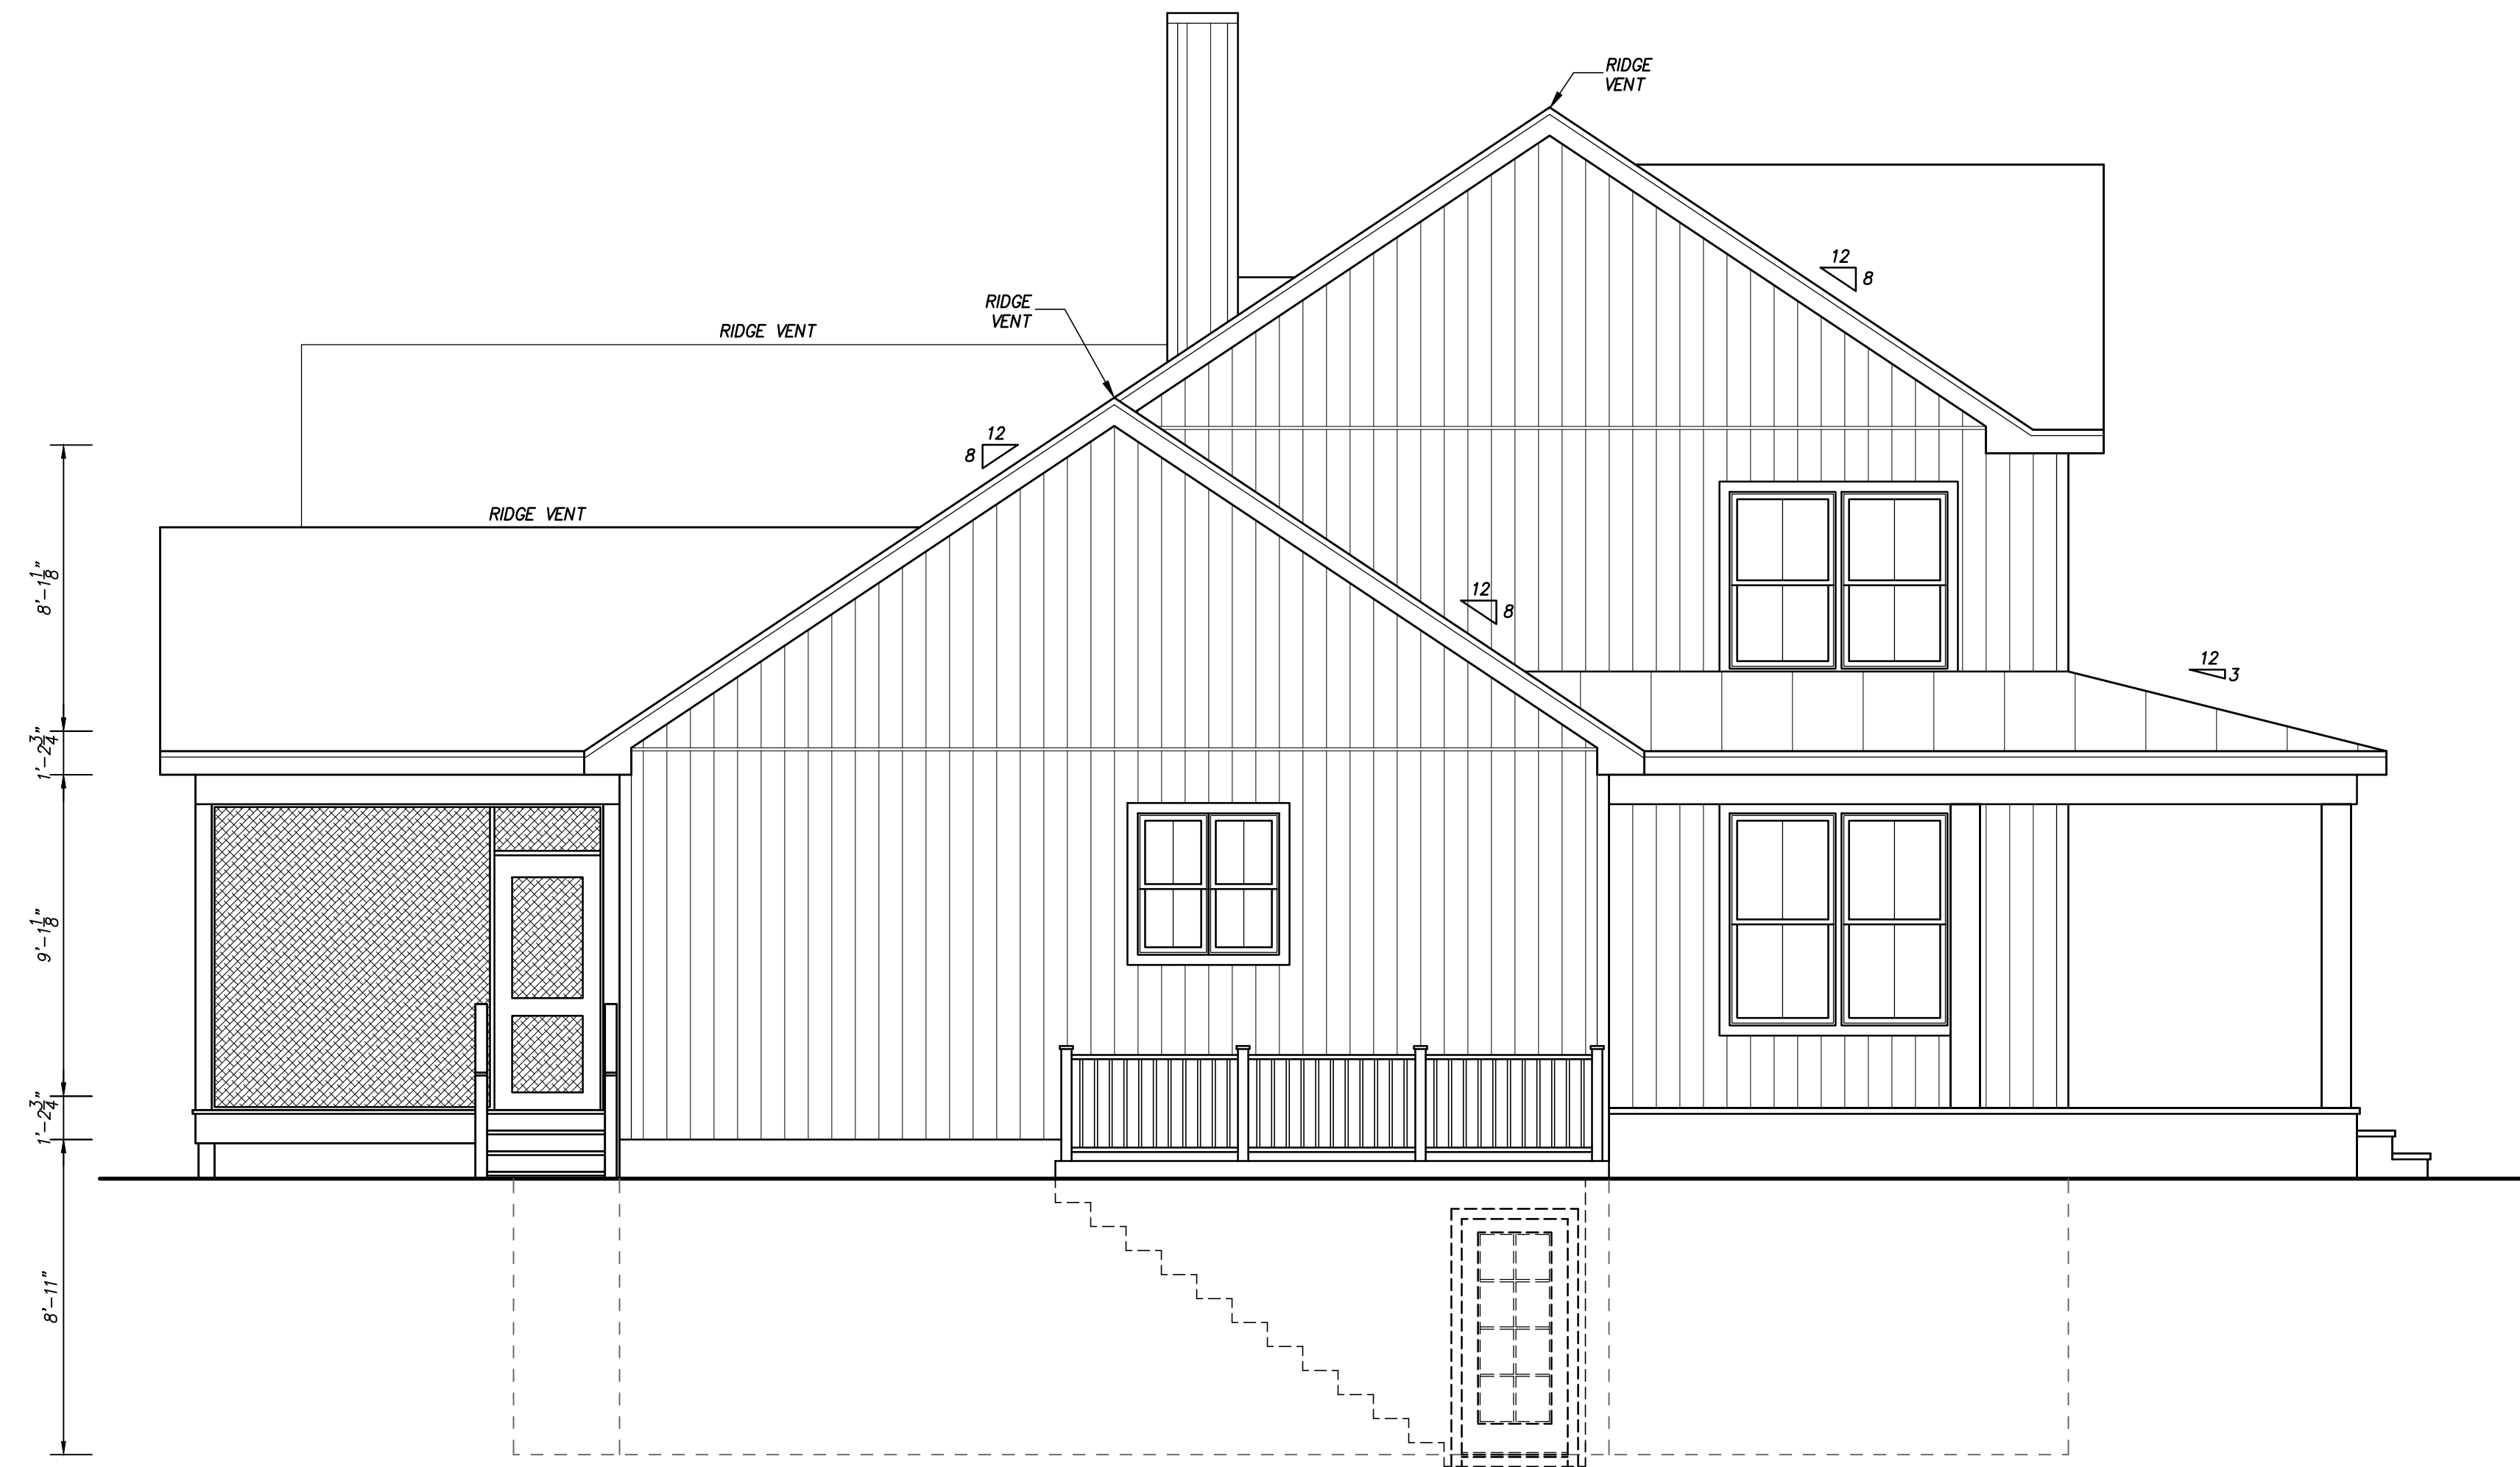 RIDGE
VENT
12
8
RIDGE
VENT
RIDGE VENT
12
8
RIDGE VENT
12
8
12
3
8'-1 1/8"
1'-2 3/4"
9'-1 1/8"
1'-2 3/4"
8'-11"